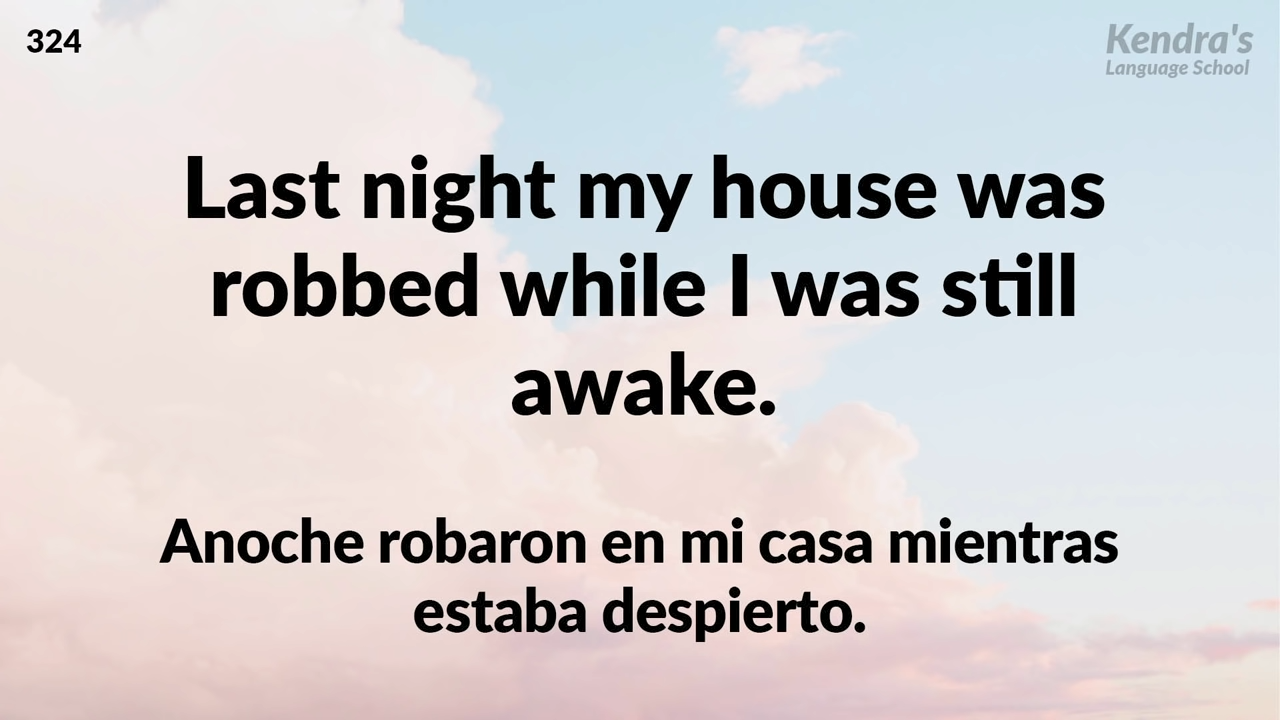 324
Kendra's
Language School
Last night my house was
robbed while I was still
awake.
Anoche robaron en mi casa mientras
estaba despierto.